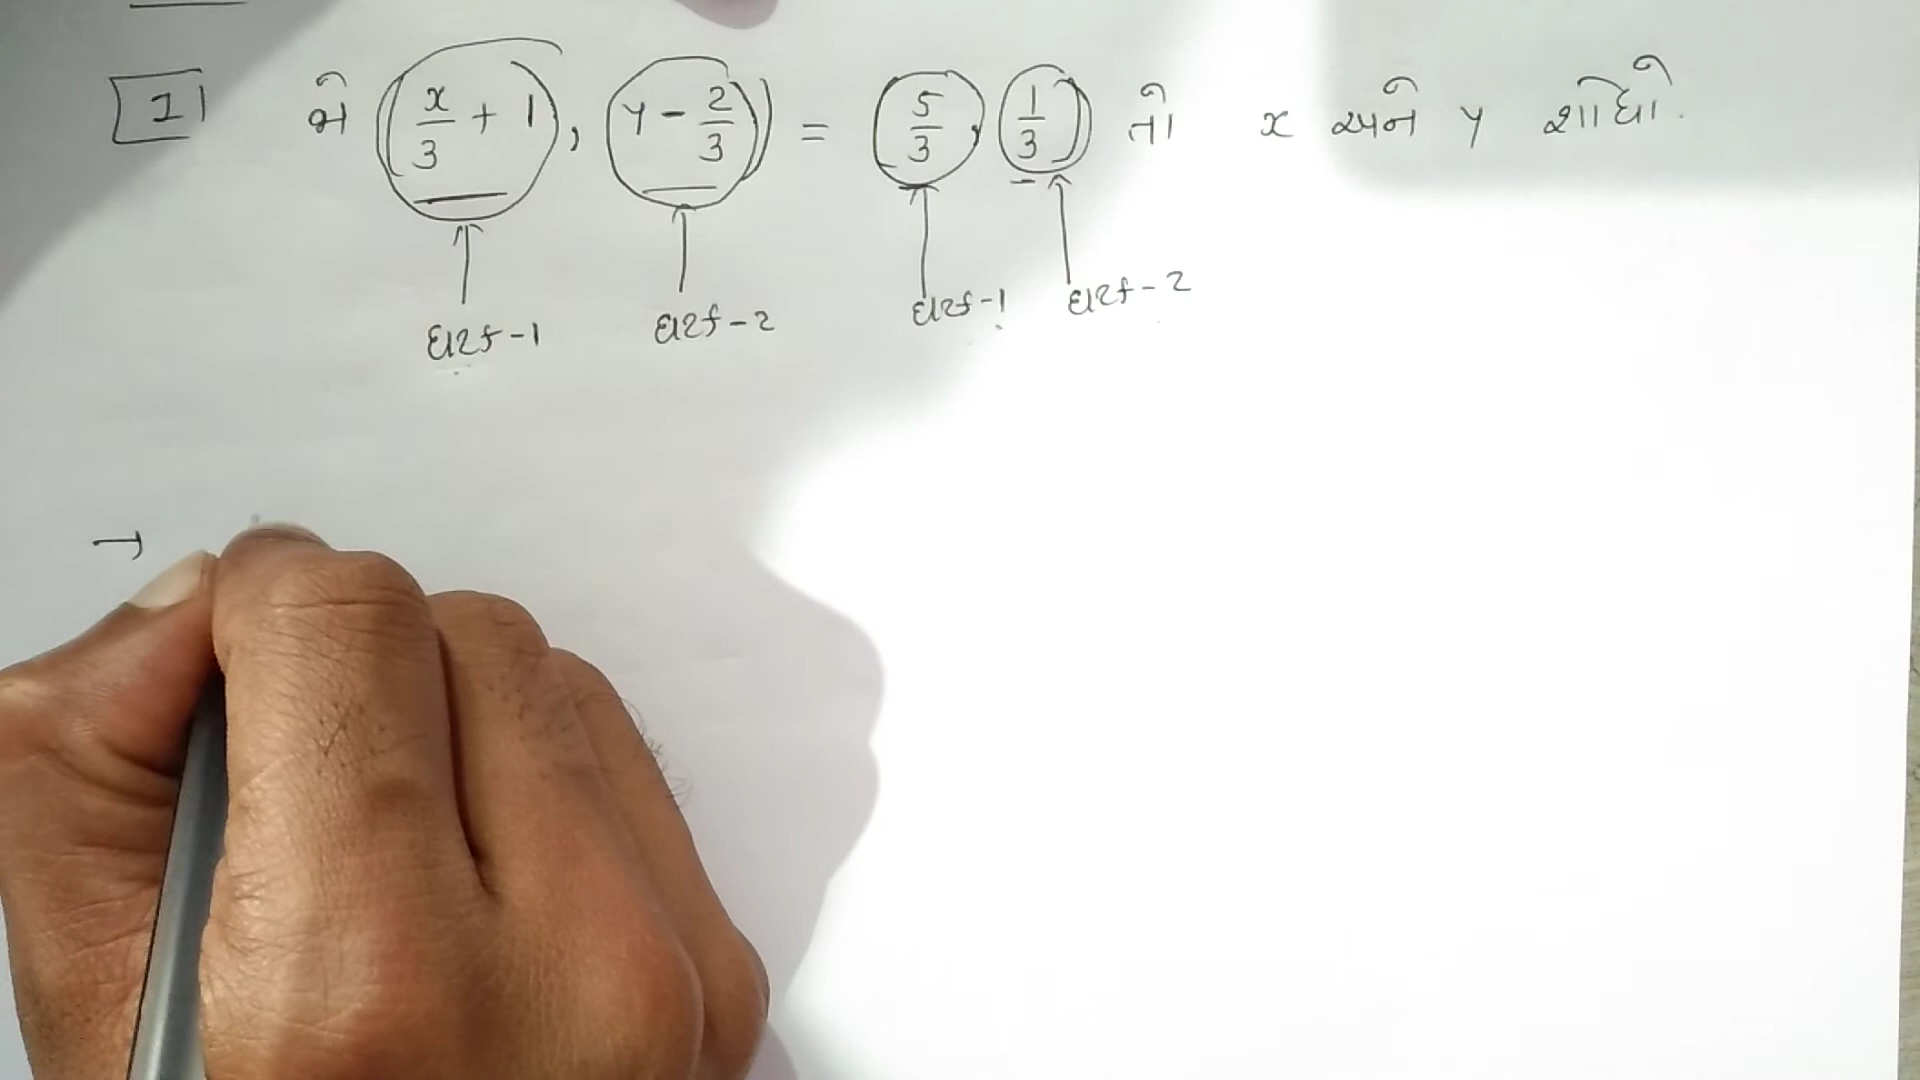 1) જો (x/3 + 1, y - 2/3) = (5/3, 1/3) તો x અને y શોધો.
ઘટક-1 ઘટક-2 ઘટક-1 ઘટક-2
→